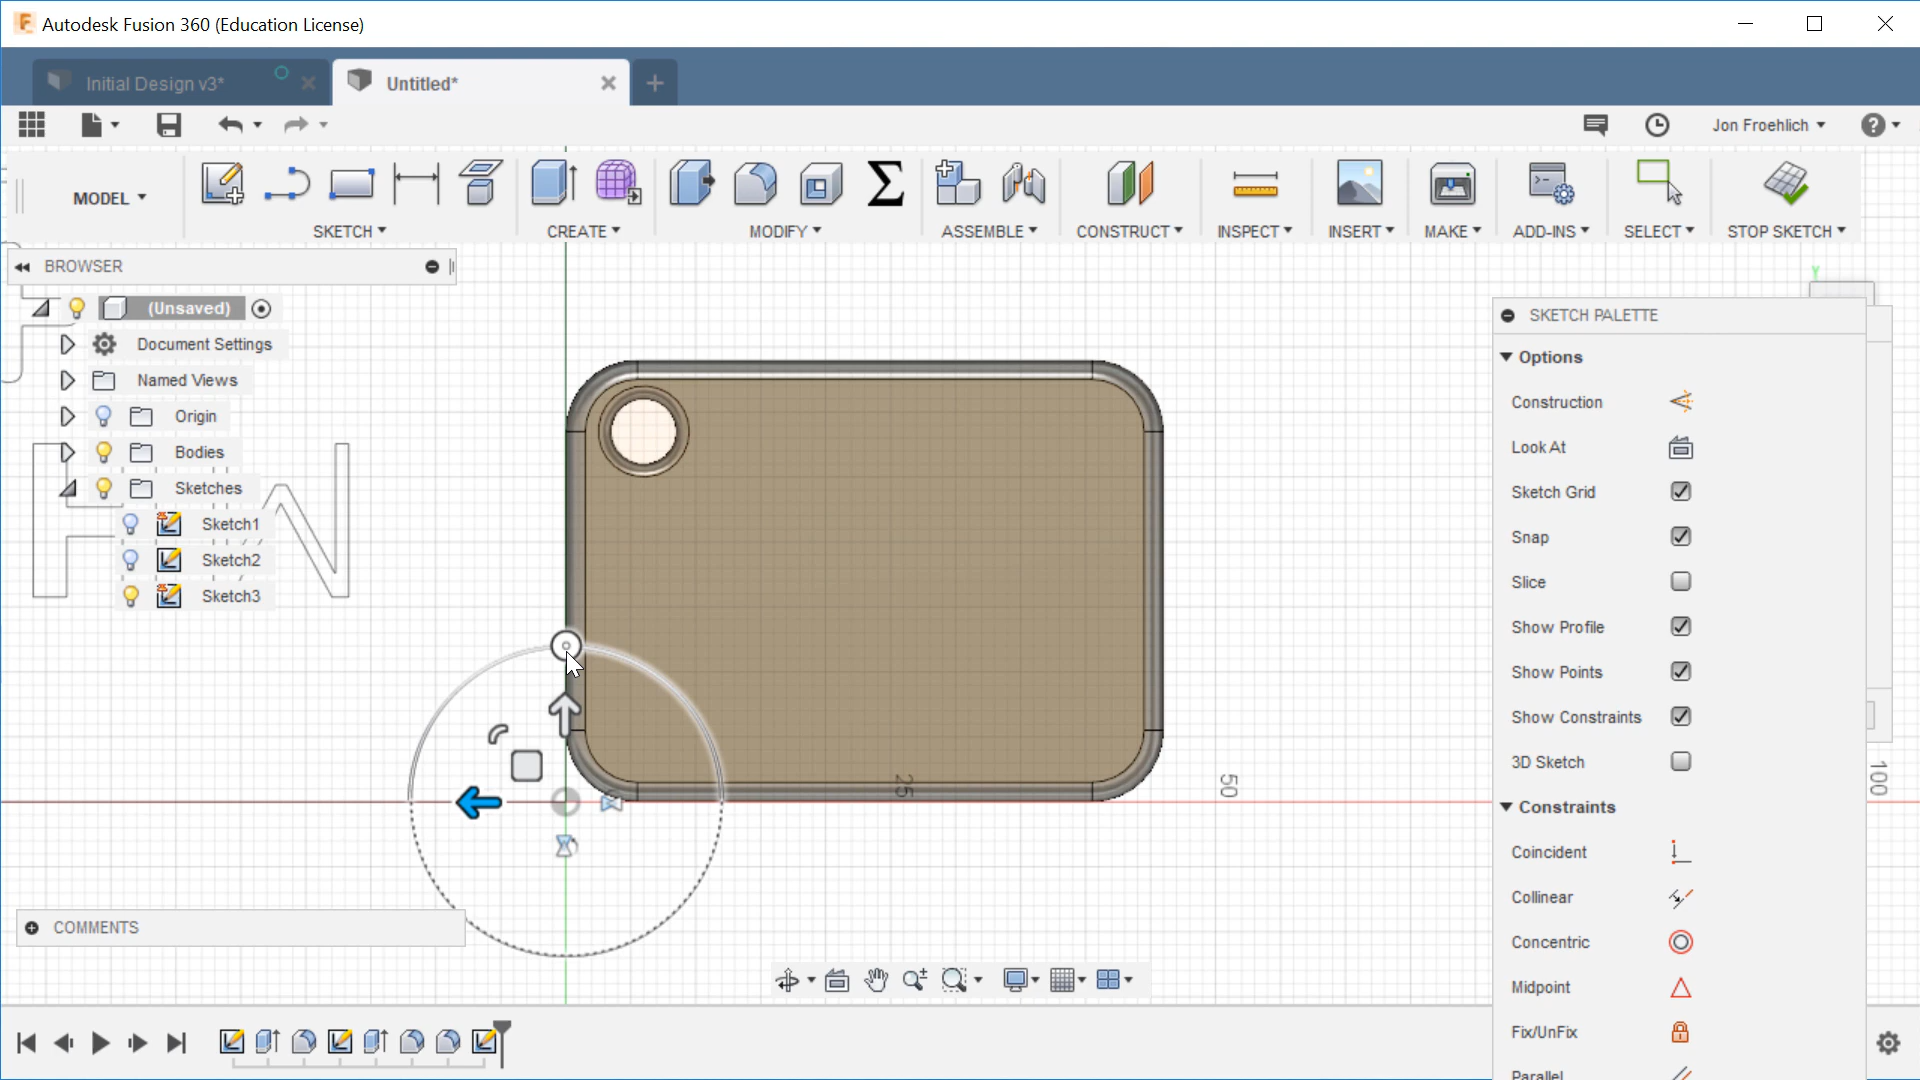 Autodesk Fusion 360 (Education License)
Initial Design v3*
Untitled*
Jon Froehlich
MODEL
SKETCH
CREATE
MODIFY
ASSEMBLE
CONSTRUCT
INSPECT
INSERT
MAKE
ADD-INS
SELECT
STOP SKETCH
BROWSER
(Unsaved)
Document Settings
Named Views
Origin
Bodies
Sketches
Sketch1
Sketch2
Sketch3
Y
25
50
100
SKETCH PALETTE
Options
Construction
Look At
Sketch Grid
Snap
Slice
Show Profile
Show Points
Show Constraints
3D Sketch
Constraints
Coincident
Collinear
Concentric
Midpoint
Fix/UnFix
Parallel
COMMENTS